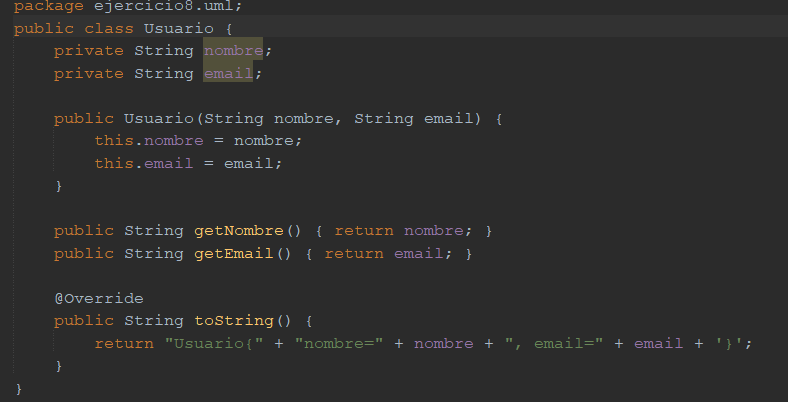 package ejercicio8.uml;
public class Usuario {
    private String nombre;
    private String email;

    public Usuario(String nombre, String email) {
        this.nombre = nombre;
        this.email = email;
    }

    public String getNombre() { return nombre; }
    public String getEmail() { return email; }

    @Override
    public String toString() {
        return "Usuario{" + "nombre=" + nombre + ", email=" + email + '}';
    }
}